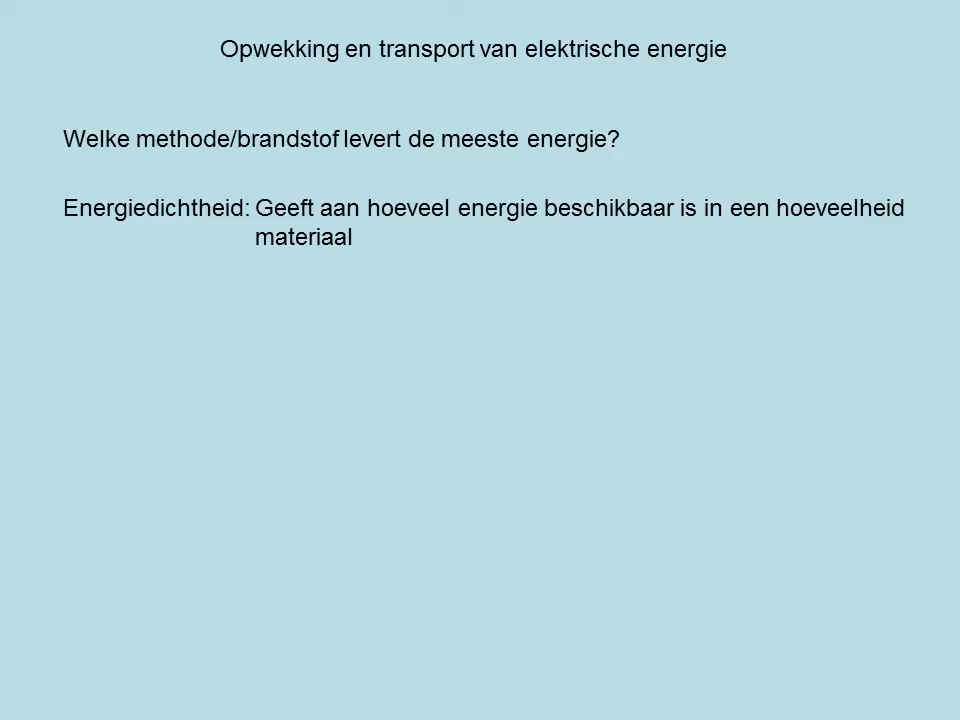 Opwekking en transport van elektrische energie
Welke methode/brandstof levert de meeste energie?
Energiedichtheid: Geeft aan hoeveel energie beschikbaar is in een hoeveelheid
materiaal